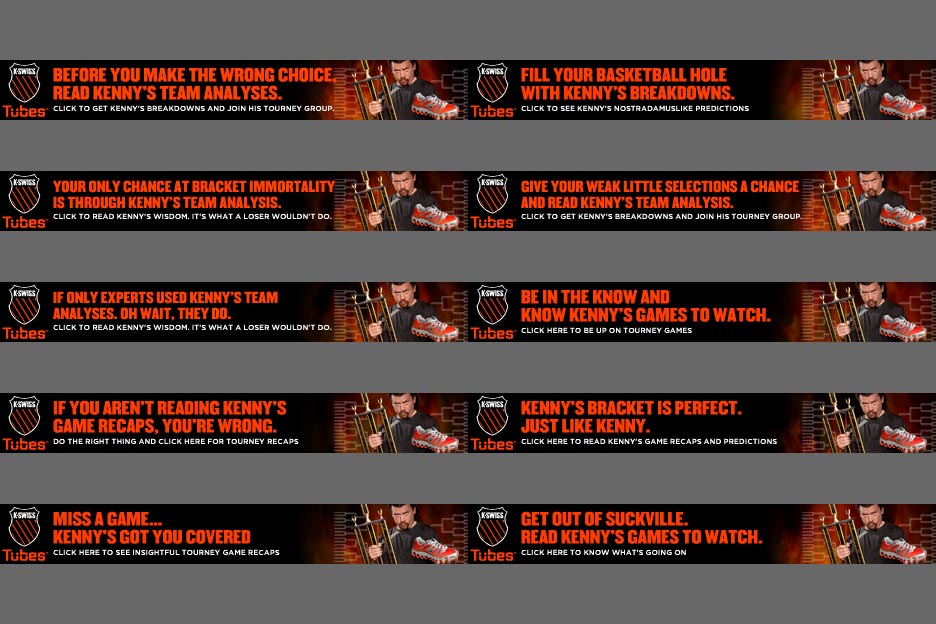 K·SWISS
Tubes
BEFORE YOU MAKE THE WRONG CHOICE,
READ KENNY'S TEAM ANALYSES.
CLICK TO GET KENNY'S BREAKDOWNS AND JOIN HIS TOURNEY GROUP.
K·SWISS
Tubes
FILL YOUR BASKETBALL HOLE
WITH KENNY'S BREAKDOWNS.
CLICK TO SEE KENNY'S NOSTRADAMUSLIKE PREDICTIONS
K·SWISS
Tubes
YOUR ONLY CHANCE AT BRACKET IMMORTALITY
IS THROUGH KENNY'S TEAM ANALYSIS.
CLICK TO READ KENNY'S WISDOM. IT'S WHAT A LOSER WOULDN'T DO.
K·SWISS
Tubes
GIVE YOUR WEAK LITTLE SELECTIONS A CHANCE
AND READ KENNY'S TEAM ANALYSIS.
CLICK TO GET KENNY'S BREAKDOWNS AND JOIN HIS TOURNEY GROUP.
K·SWISS
Tubes
IF ONLY EXPERTS USED KENNY'S TEAM
ANALYSES. OH WAIT, THEY DO.
CLICK TO READ KENNY'S WISDOM. IT'S WHAT A LOSER WOULDN'T DO.
K·SWISS
Tubes
BE IN THE KNOW AND
KNOW KENNY'S GAMES TO WATCH.
CLICK HERE TO BE UP ON TOURNEY GAMES
K·SWISS
Tubes
IF YOU AREN'T READING KENNY'S
GAME RECAPS, YOU'RE WRONG.
DO THE RIGHT THING AND CLICK HERE FOR TOURNEY RECAPS
K·SWISS
Tubes
KENNY'S BRACKET IS PERFECT.
JUST LIKE KENNY.
CLICK HERE TO READ KENNY'S GAME RECAPS AND PREDICTIONS
K·SWISS
Tubes
MISS A GAME...
KENNY'S GOT YOU COVERED
CLICK HERE TO SEE INSIGHTFUL TOURNEY GAME RECAPS
K·SWISS
Tubes
GET OUT OF SUCKVILLE.
READ KENNY'S GAMES TO WATCH.
CLICK HERE TO KNOW WHAT'S GOING ON